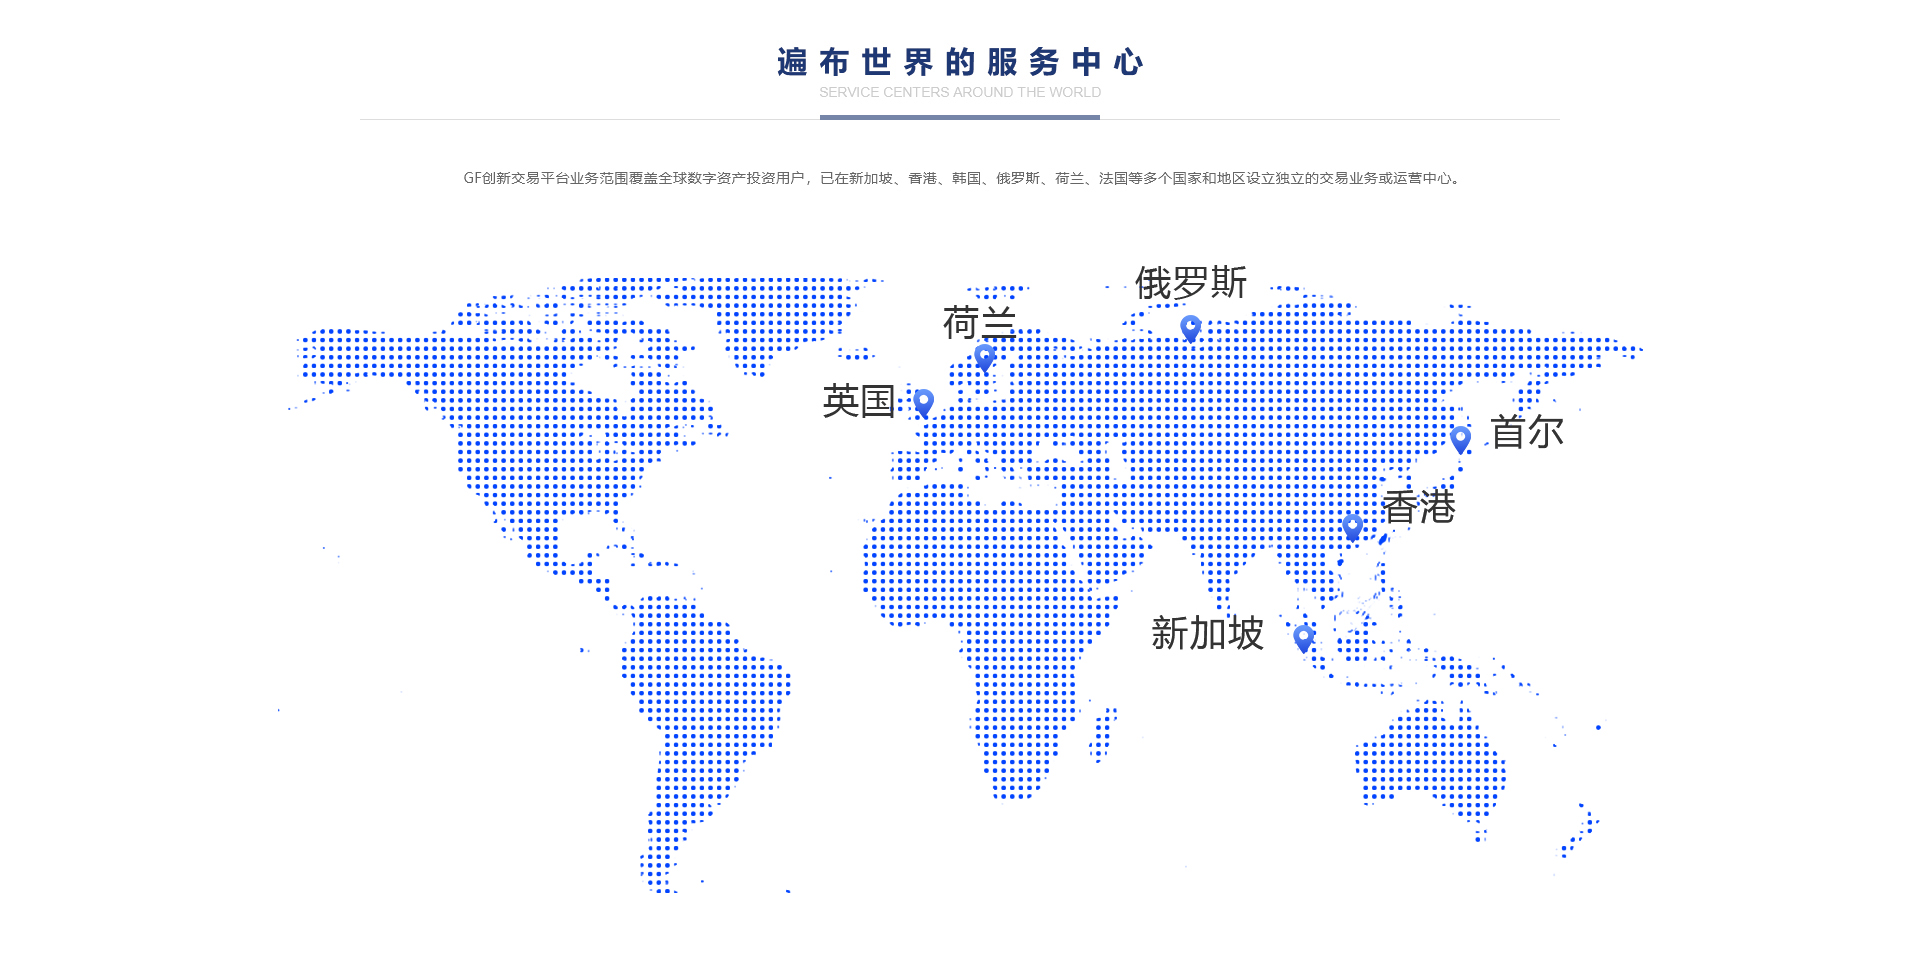 遍布世界的服务中心
SERVICE CENTERS AROUND THE WORLD
GF创新交易平台业务范围覆盖全球数字资产投资用户，已在新加坡、香港、韩国、俄罗斯、荷兰、法国等多个国家和地区设立独立的交易业务或运营中心。
俄罗斯
荷兰
英国
首尔
香港
新加坡